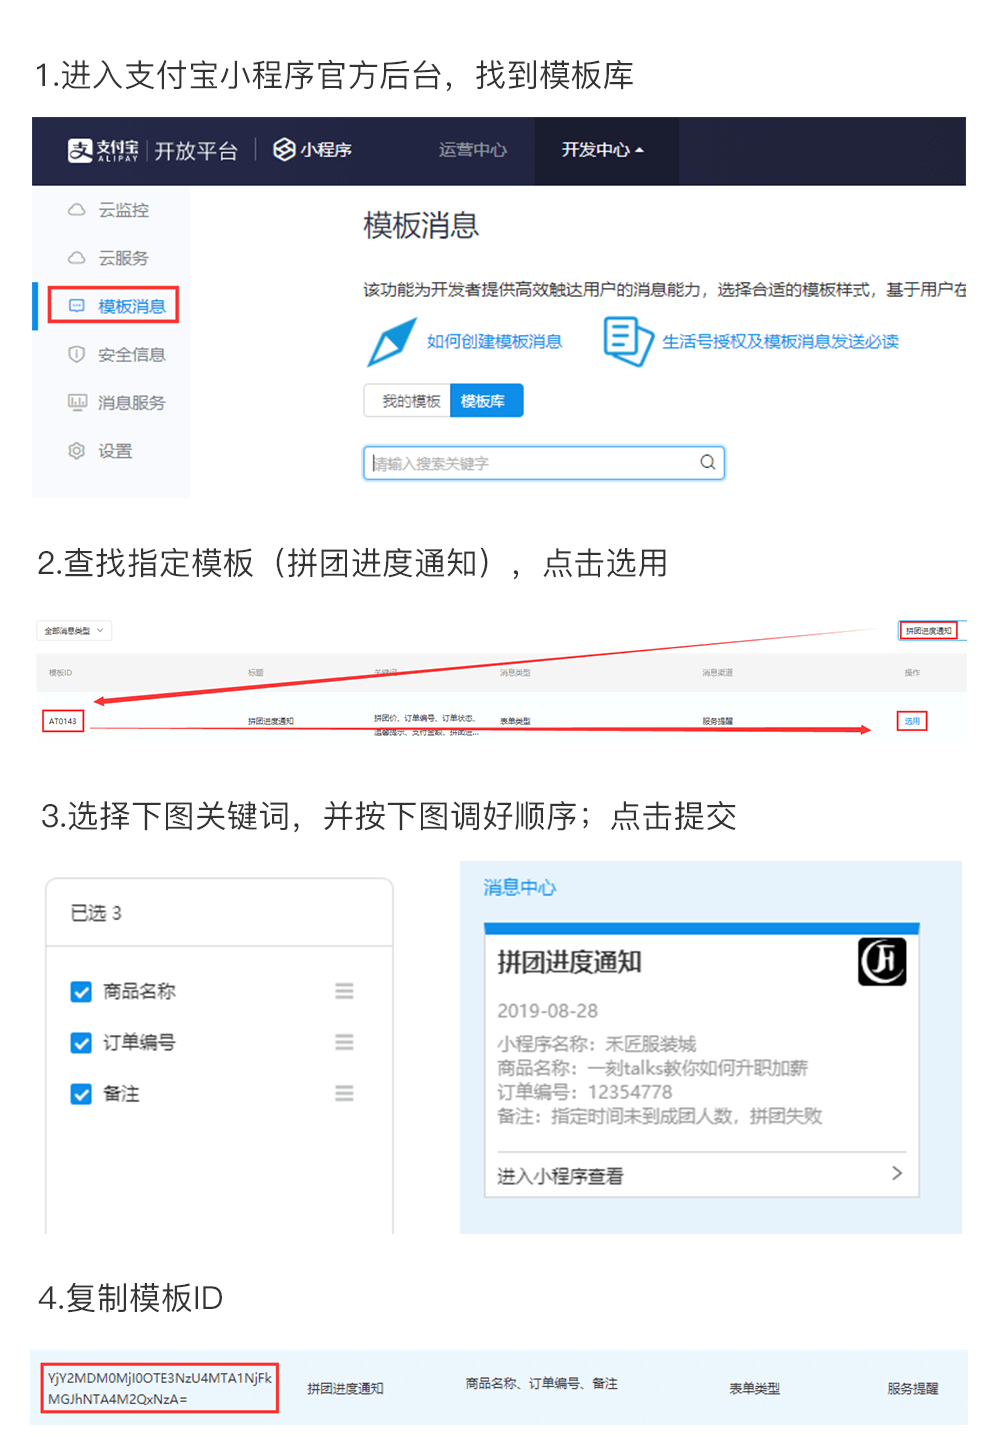 1.进入支付宝小程序官方后台，找到模板库
支付宝 ALIPAY 开放平台 小程序 运营中心 开发中心
云监控
云服务
模板消息
安全信息
消息服务
设置
模板消息
该功能为开发者提供高效触达用户的消息能力，选择合适的模板样式，基于用户在
如何创建模板消息 生活号授权及模板消息发送必读
我的模板 模板库
请输入搜索关键字
2.查找指定模板（拼团进度通知），点击选用
全部消息类型 拼团进度通知
模板ID 标题 关键词 消息类型 消息渠道 操作
AT0143 拼团进度通知 拼团价、订单编号、订单状态、 表单类型 服务提醒 选用
温馨提示、支付金额、拼团进...
3.选择下图关键词，并按下图调好顺序；点击提交
已选 3
商品名称
订单编号
备注
消息中心
拼团进度通知
2019-08-28
小程序名称：禾匠服装城
商品名称：一刻talks教你如何升职加薪
订单编号：12354778
备注：指定时间未到成团人数，拼团失败
进入小程序查看
4.复制模板ID
YjY2MDM0MjI0OTE3NzU4MTA1NjFk
MGJhNTA4M2QxNzA=
拼团进度通知 商品名称、订单编号、备注 表单类型 服务提醒